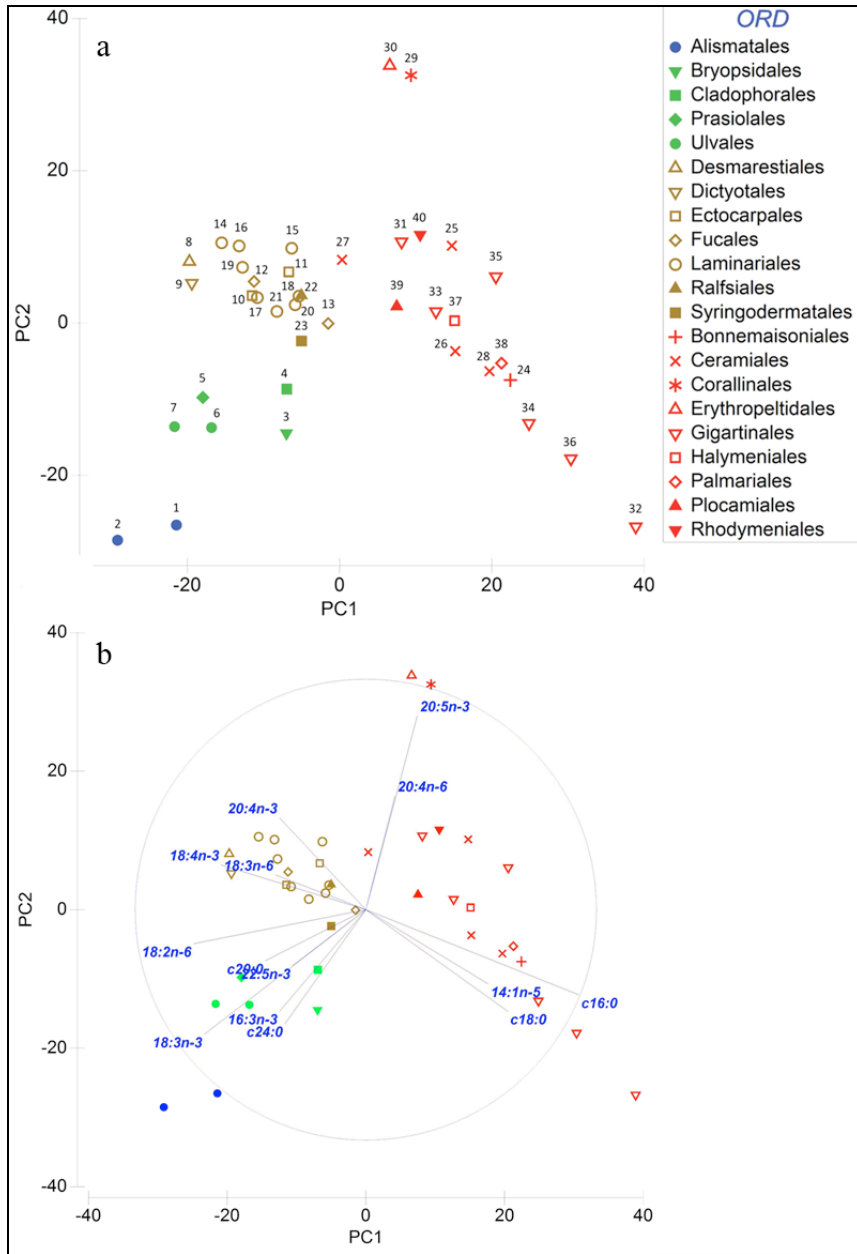 a
40
20
0
-20
PC2
-20
0
20
40
PC1
30
29
14
16
15
8
19
12
11
9
10
17
21
18
22
20
23
13
27
31
40
25
35
39
33
37
26
28
38
24
34
36
32
5
4
7
6
3
2
1
ORD
Alismatales
Bryopsidales
Cladophorales
Prasiolales
Ulvales
Desmarestiales
Dictyotales
Ectocarpales
Fucales
Laminariales
Ralfsiales
Syringodermatales
Bonnemaisoniales
Ceramiales
Corallinales
Erythropeltidales
Gigartinales
Halymeniales
Palmariales
Plocamiales
Rhodymeniales
b
40
20
0
-20
-40
PC2
20:5n-3
20:4n-6
20:4n-3
18:4n-3
18:3n-6
18:2n-6
c20:0
22:5n-3
16:3n-3
c24:0
18:3n-3
14:1n-5
c16:0
c18:0
-40
-20
0
20
40
PC1